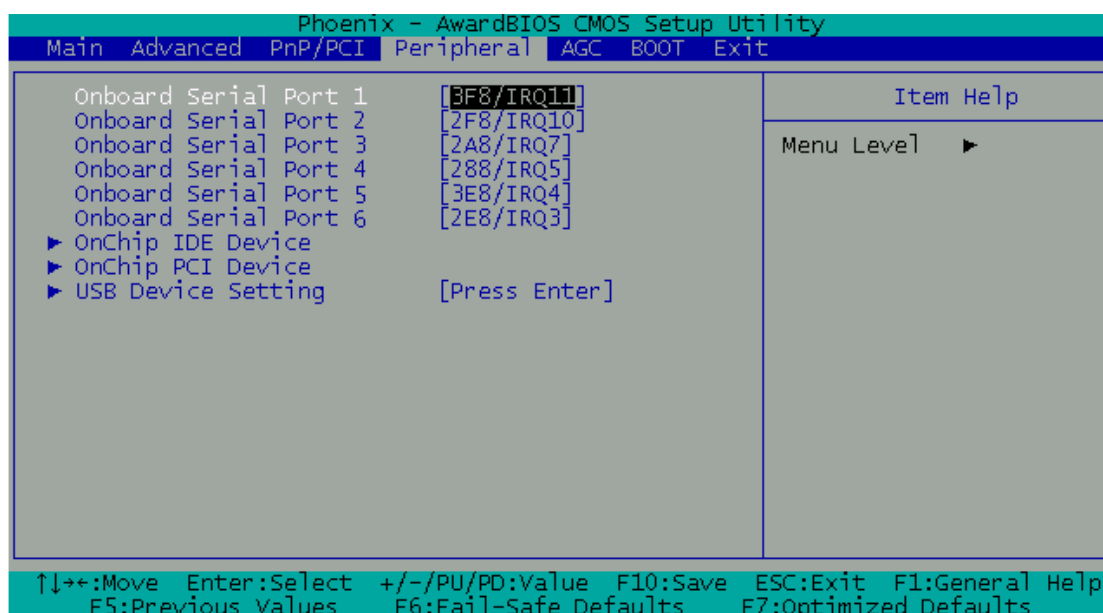 Phoenix - AwardBIOS CMOS Setup Utility
Main Advanced PnP/PCI Peripheral AGC BOOT Exit
Onboard Serial Port 1 [3F8/IRQ11]
Onboard Serial Port 2 [2F8/IRQ10]
Onboard Serial Port 3 [2A8/IRQ7]
Onboard Serial Port 4 [288/IRQ5]
Onboard Serial Port 5 [3E8/IRQ4]
Onboard Serial Port 6 [2E8/IRQ3]
► OnChip IDE Device
► OnChip PCI Device
► USB Device Setting [Press Enter]
Item Help
Menu Level ►
↑↓→←:Move Enter:Select +/-/PU/PD:Value F10:Save ESC:Exit F1:General Help
F5:Previous Values F6:Fail-Safe Defaults F7:Optimized Defaults